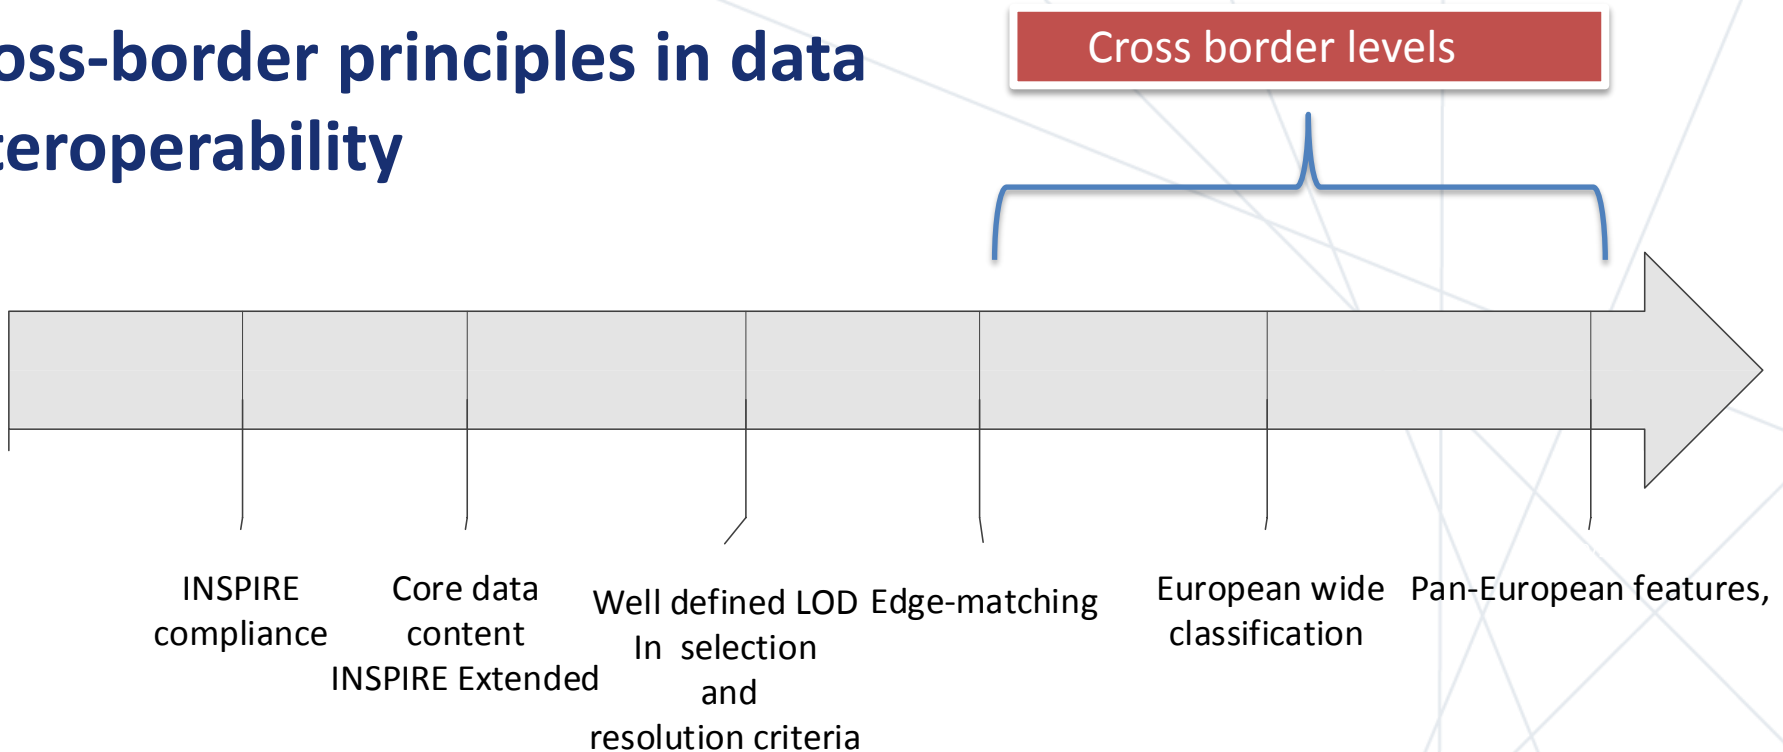 oss-border principles in data
teroperability
Cross border levels
INSPIRE
compliance
Core data
content
INSPIRE Extended
Well defined LOD
In selection
and
resolution criteria
Edge-matching
European wide
classification
Pan-European features,